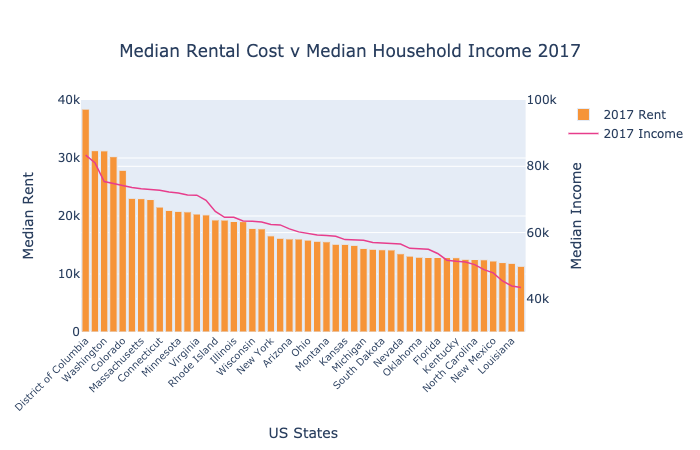 Median Rental Cost v Median Household Income 2017
40k
30k
20k
10k
0
Median Rent
100k
80k
60k
40k
Median Income
2017 Rent
2017 Income
District of Columbia
Washington
Colorado
Massachusetts
Connecticut
Minnesota
Virginia
Rhode Island
Illinois
Wisconsin
New York
Arizona
Ohio
Montana
Kansas
Michigan
South Dakota
Nevada
Oklahoma
Florida
Kentucky
North Carolina
New Mexico
Louisiana
US States